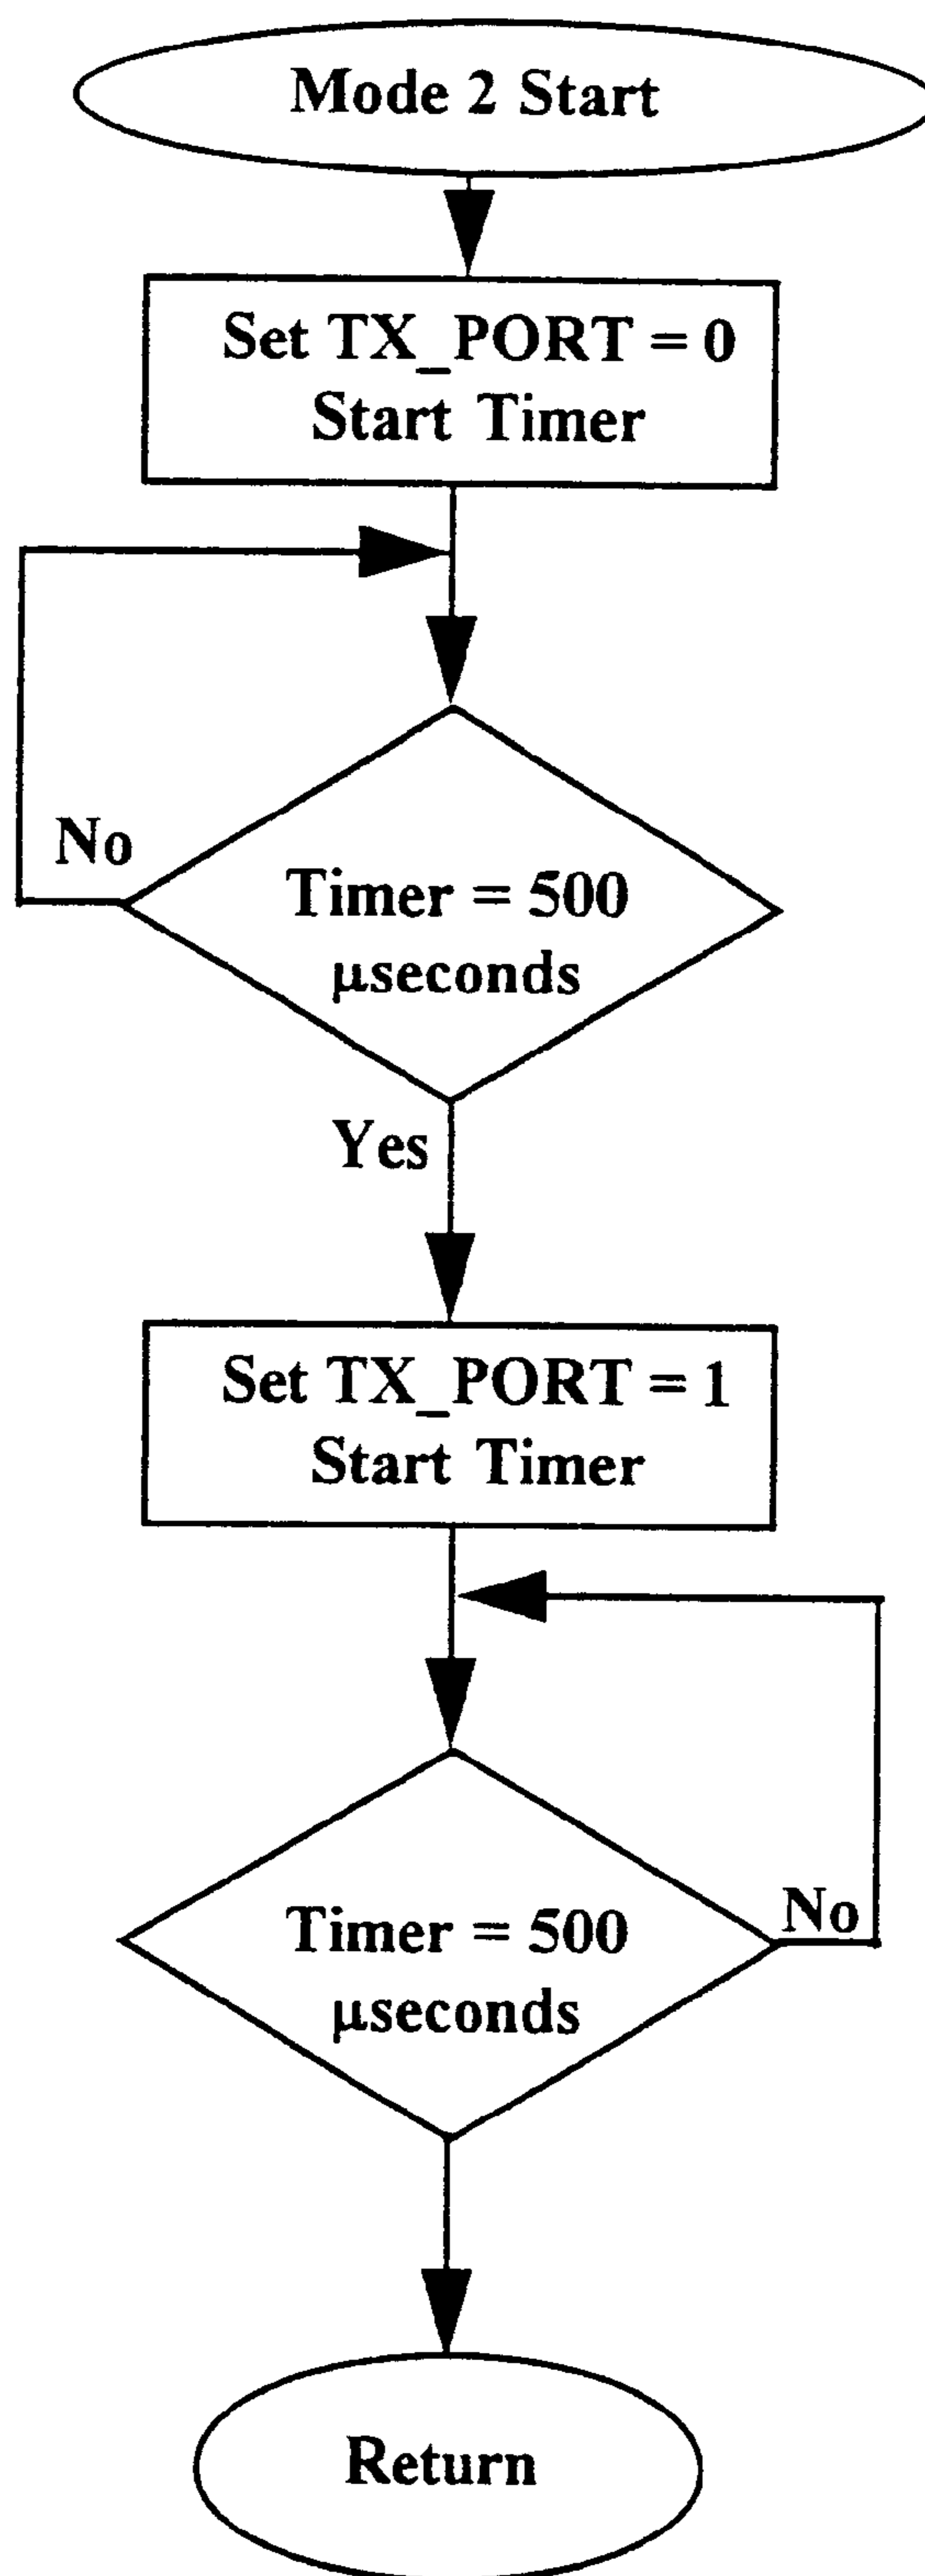 Mode 2 Start
Set TX_PORT = 0
Start Timer
No
Timer = 500
μseconds
Yes
Set TX_PORT = 1
Start Timer
No
Timer = 500
μseconds
Return